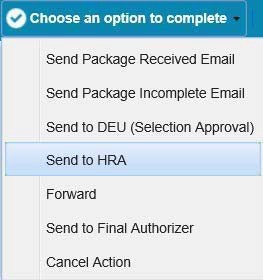 Choose an option to complete
Send Package Received Email
Send Package Incomplete Email
Send to DEU (Selection Approval)
Send to HRA
Forward
Send to Final Authorizer
Cancel Action